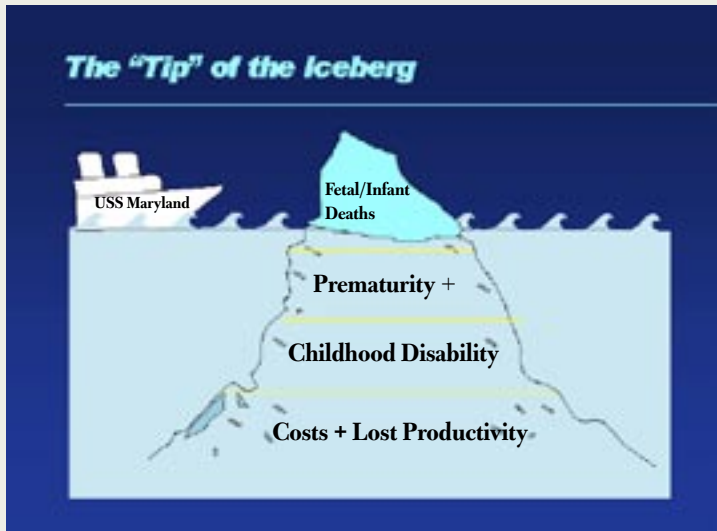 The “Tip” of the Iceberg
USS Maryland
Fetal/Infant
Deaths
Prematurity +
Childhood Disability
Costs + Lost Productivity